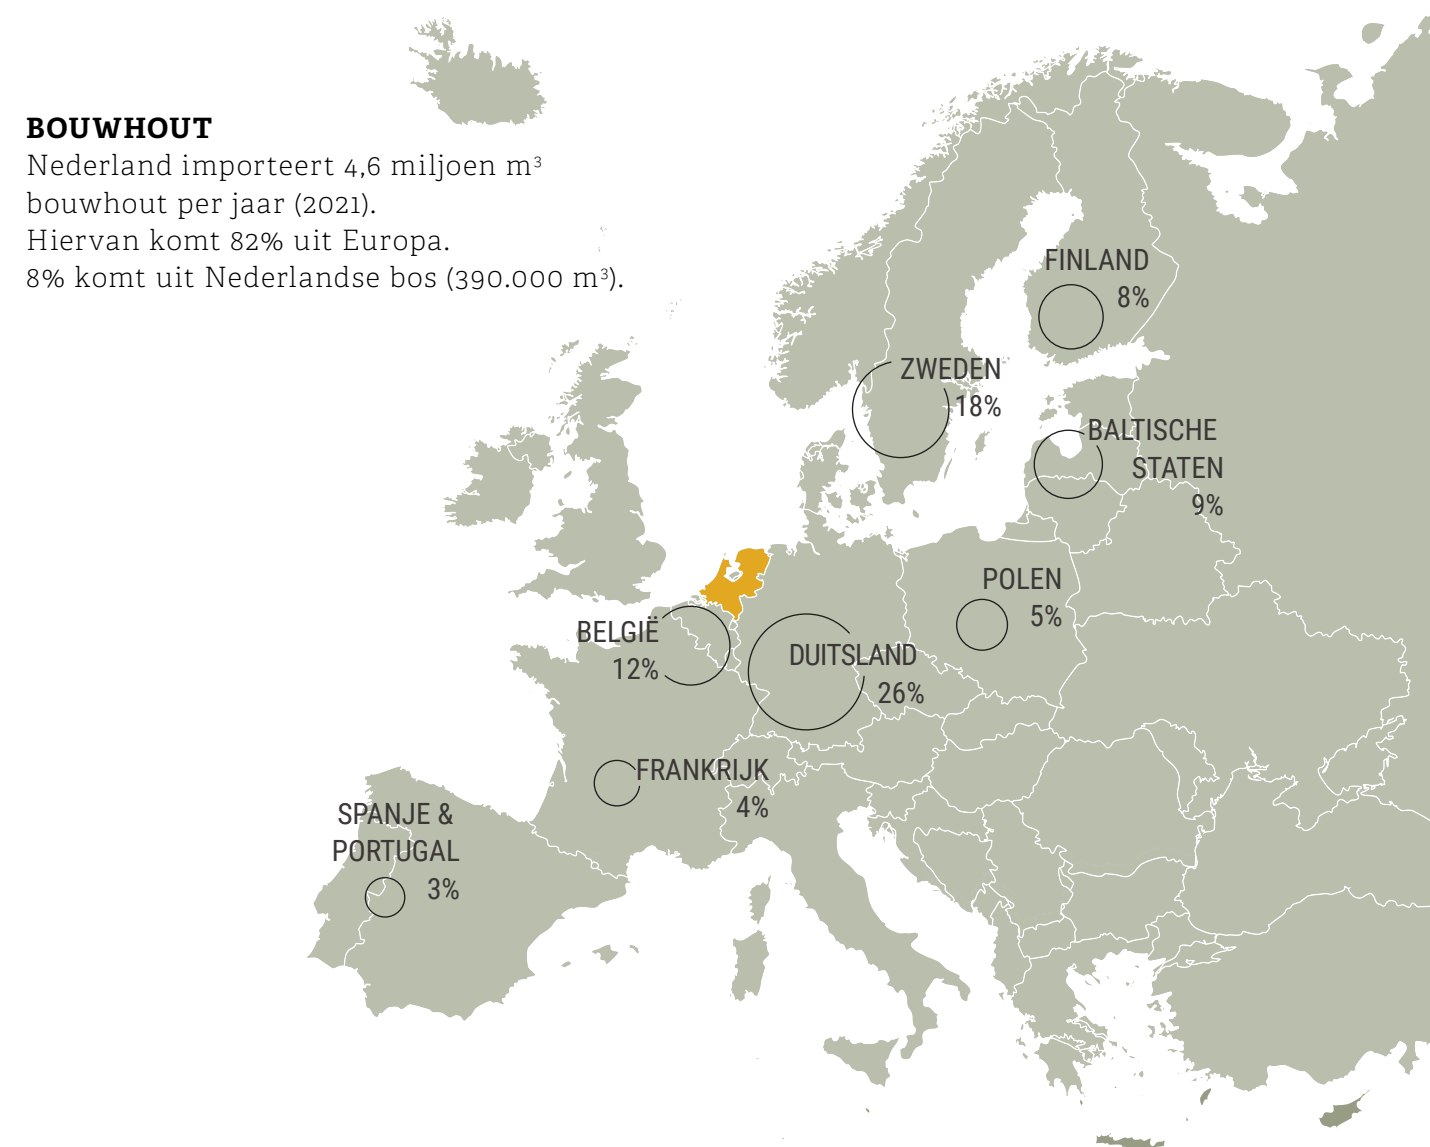 BOUWHOUT
Nederland importeert 4,6 miljoen m³
bouwhout per jaar (2021).
Hiervan komt 82% uit Europa.
8% komt uit Nederlandse bos (390.000 m³).
FINLAND
8%
ZWEDEN
18%
BALTISCHE
STATEN
9%
POLEN
5%
BELGIË
12%
DUITSLAND
26%
FRANKRIJK
4%
SPANJE &
PORTUGAL
3%